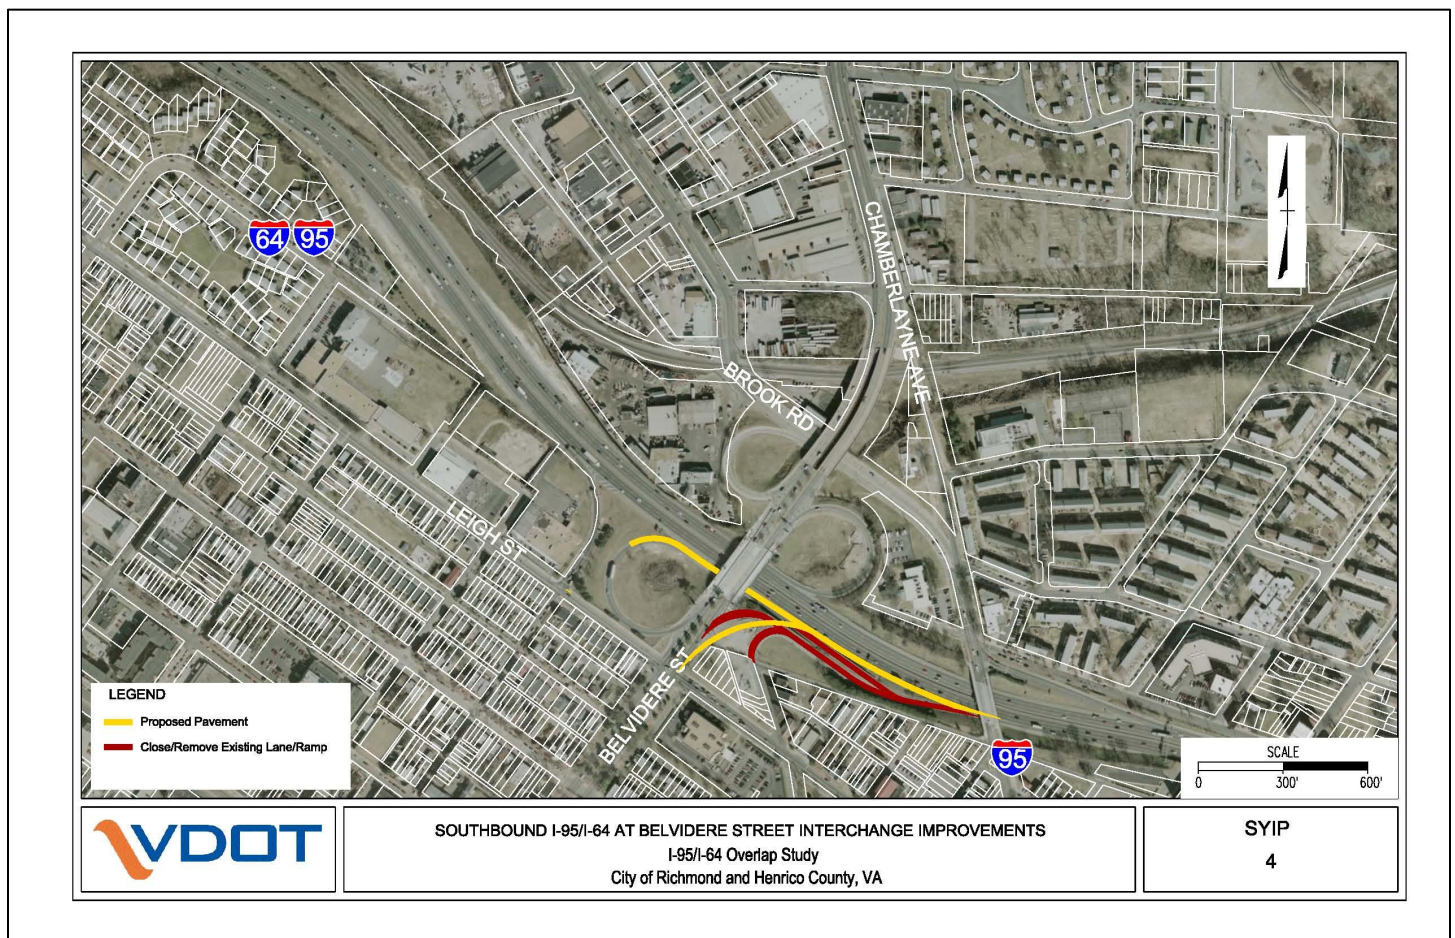 64 95
CHAMBERLAYNE AVE
BROOK RD
LEIGH ST
BELVIDERE ST
95
LEGEND
Proposed Pavement
Close/Remove Existing Lane/Ramp
SCALE
0 300' 600'
VDOT
SOUTHBOUND I-95/I-64 AT BELVIDERE STREET INTERCHANGE IMPROVEMENTS
I-95/I-64 Overlap Study
City of Richmond and Henrico County, VA
SYIP
4